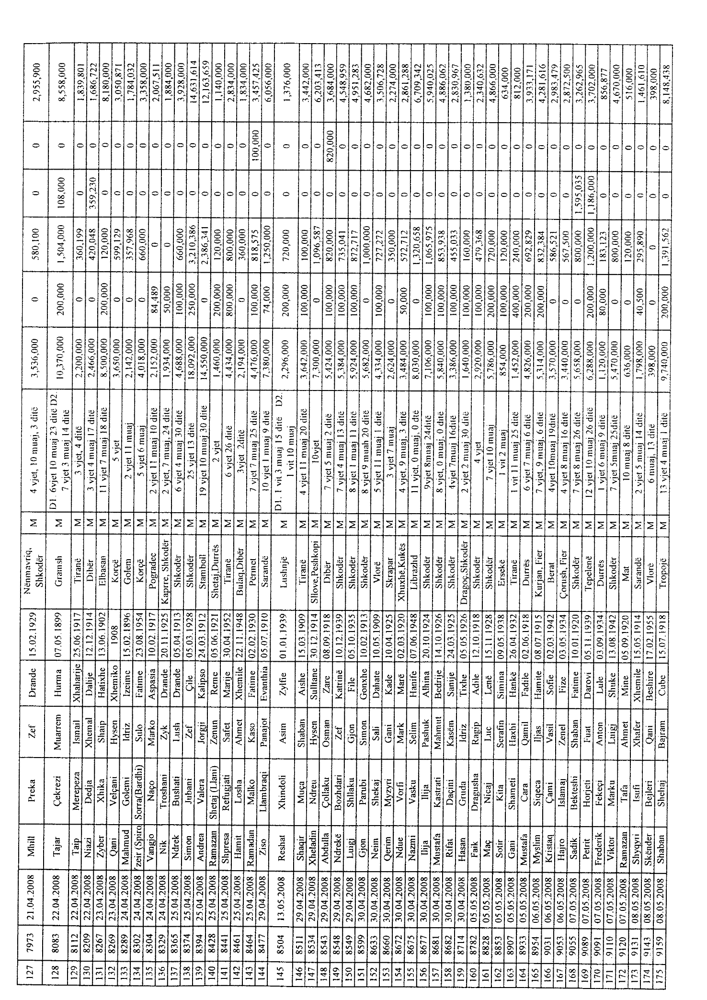 127 7973 21.04.2008 Mhill Preka Zef Drande 15.02.1929 Nënmavriq, Shkodër M 4 vjet, 10 muaj, 3 ditë 3,536,000 0 580,100 0 0 2,955,900
128 8083 22.04.2008 Tajar Çekrezi Muarrem Hurma 07.05.1899 Gramsh M D1. 6vjet 10 muaj 23 ditë D2. 7 vjet 3 muaj 14 ditë 10,370,000 200,000 1,504,000 108,000 0 8,558,000
129 8112 22.04.2008 Taip Merepeza Ismail Xhaharije 25.06.1917 Tiranë M 3 vjet, 4 ditë 2,200,000 0 360,199 0 0 1,839,801
130 8209 22.04.2008 Niazi Dedja Xhemal Dalije 12.12.1914 Dibër M 3 vjet 4 muaj 17 ditë 2,466,000 0 420,048 359,230 0 1,686,722
131 8267 23.04.2008 Zyber Xhika Shaip Hatixhe 13.06.1902 Elbasan M 11 vjet 7 muaj 18 ditë 8,500,000 200,000 120,000 0 0 8,180,000
132 8269 23.04.2008 Qani Velçani Hysen Xhemiko 1908 Korçë M 5 vjet 3,650,000 0 599,129 0 0 3,050,871
133 8289 24.04.2008 Mahmud Golemi Idriz Izeime 15.02.1896 Golem M 2 vjet 11 muaj 2,142,000 0 357,968 0 0 1,784,032
134 8302 24.04.2008 zeir (Spiro Sorra(Bardhi) Sulo Fatime 23.08.1954 Korçë M 5 vjet 6 muaj 4,018,000 0 660,000 0 0 3,358,000
135 8304 24.04.2008 Vangjo Naço Marko Aspasia 10.02.1917 Pogradec M 2 vjet 11 muaj 10 ditë 2,152,000 84,489 0 0 0 2,067,511
136 8329 24.04.2008 Nik Troshani Zyk Drande 20.11.1925 Kaprre, Shkodër M 2 vjet, 7 muaj, 24 ditë 1,934,000 50,000 0 0 0 1,884,000
137 8365 25.04.2008 Ndrek Bushati Lush Drande 05.04.1913 Shkodër M 6 vjet 4 muaj 30 ditë 4,688,000 100,000 660,000 0 0 3,928,000
138 8374 25.04.2008 Simon Jubani Zef Çile 05.03.1928 Shkodër M 25 vjet 13 ditë 18,092,000 250,000 3,210,386 0 0 14,631,614
139 8394 25.04.2008 Andrea Valera Jorgji Kalipso 24.03.1912 Stamboll M 19 vjet 10 muaj 30 ditë 14,550,000 0 2,386,341 0 0 12,163,659
140 8428 25.04.2008 Ramazan Shetaj (Llani) Zenun Reme 05.06.1921 Shetaj,Durrës M 2 vjet 1,460,000 200,000 120,000 0 0 1,140,000
141 8441 25.04.2008 Shpresa Refugjati Safet Marije 30.04.1952 Tiranë M 6 vjet 26 ditë 4,434,000 800,000 800,000 0 0 2,834,000
142 8461 25.04.2008 Hamit Losha Ahmet Xhemile 22.11.1948 Bulaq,Dibër M 3vjet 2ditë 2,194,000 0 360,000 0 0 1,834,000
143 8464 25.04.2008 Ramadan Malko Kaso Fatime 02.02.1930 Përmet M 7 vjet 7 muaj 25 ditë 4,476,000 100,000 818,575 0 100,000 3,457,425
144 8477 29.04.2008 Ziso Llambraqi Panajot Evanthia 05.07.1910 Sarandë M 10 vjet 1 muaj 9 ditë 7,380,000 74,000 1,250,000 0 0 6,056,000
145 8504 13.05.2008 Reshat Xhindoli Asim Zylfie 01.01.1939 Lushnjë M D1. 1 vit 3 muaj 15 ditë D2. 1 vit 10 muaj 2,296,000 200,000 720,000 0 0 1,376,000
146 8511 29.04.2008 Shaqir Muça Shaban Aishe 15.03.1909 Tiranë M 4 vjet 11 muaj 20 ditë 3,642,000 100,000 100,000 0 0 3,442,000
147 8534 29.04.2008 Xheladin Ndreu Hysen Sulltane 30.12.1914 Sllove,Peshkopi M 10vjet 7,300,000 0 1,096,587 0 0 6,203,413
148 8543 29.04.2008 Abdulla Çollaku Osman Zare 08.09.1918 Dibër M 7 vjet 5 muaj 2 ditë 5,424,000 100,000 820,000 0 820,000 3,684,000
149 8548 29.04.2008 Ndrekë Bozhdari Zef Katrinë 10.12.1939 Shkodër M 7 vjet 4 muaj 13 ditë 5,384,000 100,000 735,041 0 0 4,548,959
150 8549 29.04.2008 Luigj Shllaku Gjon File 05.10.1935 Shkodër M 8 vjet 1 muaj 11 ditë 5,924,000 100,000 872,717 0 0 4,951,283
151 8599 30.04.2008 Gjon Parubi Simon Gonxhe 10.02.1913 Shkodër M 8 vjet 9 muah 20 ditë 5,682,000 0 1,000,000 0 0 4,682,000
152 8633 30.04.2008 Neim Shekaj Sali Dahate 10.05.1909 Vlorë M 5 vjet 11 muaj 1 ditë 4,334,000 100,000 727,272 0 0 3,506,728
153 8660 30.04.2008 Qerim Myzyri Gani Kade 10.04.1925 Skrapar M 3 vjet 7 muaj 2,624,000 0 350,000 0 0 2,274,000
154 8672 30.04.2008 Ndue Vorfi Mark Marë 02.03.1920 Xhuxhë,Kukës M 4 vjet, 9 muaj, 3 ditë 3,484,000 50,000 572,712 0 0 2,861,288
155 8675 30.04.2008 Nazmi Vasku Selim Hanife 07.06.1948 Librazhd M 11 vjet, 0 muaj, 0 ditë 8,030,000 0 1,320,658 0 0 6,709,342
156 8677 30.04.2008 Ilija Ilija Pashuk Alhina 20.10.1924 Shkodër M 9vjet 8muaj 24ditë 7,106,000 100,000 1,065,975 0 0 5,940,025
157 8681 30.04.2008 Mustafa Kastrati Mahmut Bedrije 14.10.1926 Shkodër M 8 vjet, 0 muaj, 0 ditë 5,840,000 100,000 853,938 0 0 4,886,062
158 8682 30.04.2008 Rifat Daçini Kasëm Sanije 24.03.1925 Shkodër M 4vjet 7muaj 16ditë 3,386,000 100,000 455,033 0 0 2,830,967
159 8714 30.04.2008 Hasan Gruda Idriz Tixhe 05.05.1926 Dragoç,Shkodër M 2 vjet 2 muaj 30 ditë 1,640,000 100,000 160,000 0 0 1,380,000
160 8782 05.05.2008 Faik Dragusha Ragip Adile 12.10.1918 Shkodër M 4 vjet 2,920,000 100,000 479,368 0 0 2,340,632
161 8828 05.05.2008 Maç Nicaj Luc Lenë 15.11.1928 Shkodër M 7 vjet 10 muaj 5,786,000 200,000 720,000 0 0 4,866,000
162 8853 05.05.2008 Sotir Kita Serafin Simina 09.05.1938 Ersekë M 1 vit 2 muaj 854,000 100,000 120,000 0 0 634,000
163 8907 05.05.2008 Gani Shameti Haxhi Hankë 26.04.1932 Tiranë M 1 vit 11 muaj 25 ditë 1,452,000 400,000 240,000 0 0 812,000
164 8933 05.05.2008 Mustafa Cara Qamil Fadile 02.06.1918 Durrës M 6 vjet 7 muaj 6 ditë 4,826,000 200,000 692,829 0 0 3,933,171
165 8954 06.05.2008 Myslim Siqeca Iljas Hamite 08.07.1915 Kurjan, Fier M 7 vjet, 9 muaj, 6 ditë 5,314,000 200,000 832,384 0 0 4,281,616
166 9031 06.05.2008 Kristaq Çami Vasil Sofie 02.03.1942 Berat M 4vjet 10muaj 19ditë 3,570,000 0 586,521 0 0 2,983,479
167 9053 06.05.2008 Hajro Islamaj Zenel Fize 03.05.1934 Çorush, Fier M 4 vjet 8 muaj 16 ditë 3,440,000 0 567,500 0 0 2,872,500
168 9055 07.05.2008 Sadik Bekteshi Shaban Fatime 10.01.1920 Shkodër M 7 vjet 8 muaj 26 ditë 5,658,000 0 800,000 1,595,035 0 3,262,965
169 9089 07.05.2008 Petrit Horjeti Fuat Darovi 05.11.1939 Tepelenë M 12 vjet 10 muaj 26 ditë 6,288,000 200,000 1,200,000 1,186,000 0 3,702,000
170 9091 07.05.2008 Frederik Fekeçi Anton Lule 03.09.1934 Durrës M 1 vjet 6 muaj 9 ditë 1,120,000 80,000 183,123 0 0 856,877
171 9110 07.05.2008 Viktor Marku Luigj Shuke 13.08.1942 Shkodër M 7 vjet 5muaj 25ditë 5,470,000 0 800,000 0 0 4,670,000
172 9120 07.05.2008 Ramazan Tafa Ahmet Mine 05.09.1920 Mat M 10 muaj 8 ditë 636,000 0 120,000 0 0 516,000
173 9131 08.05.2008 Shyqyri Isufi Xhafer Xhemile 15.05.1914 Sarandë M 2 vjet 5 muaj 14 ditë 1,798,000 40,500 295,890 0 0 1,461,610
174 9143 08.05.2008 Skënder Bejleri Qani Beshire 17.02.1955 Vlorë M 6 muaj, 13 ditë 398,000 0 0 0 0 398,000
175 9159 08.05.2008 Shaban Shehaj Bajram Cube 15.07.1918 Tropojë M 13 vjet 4 muaj 1 ditë 9,740,000 200,000 1,391,562 0 0 8,148,438